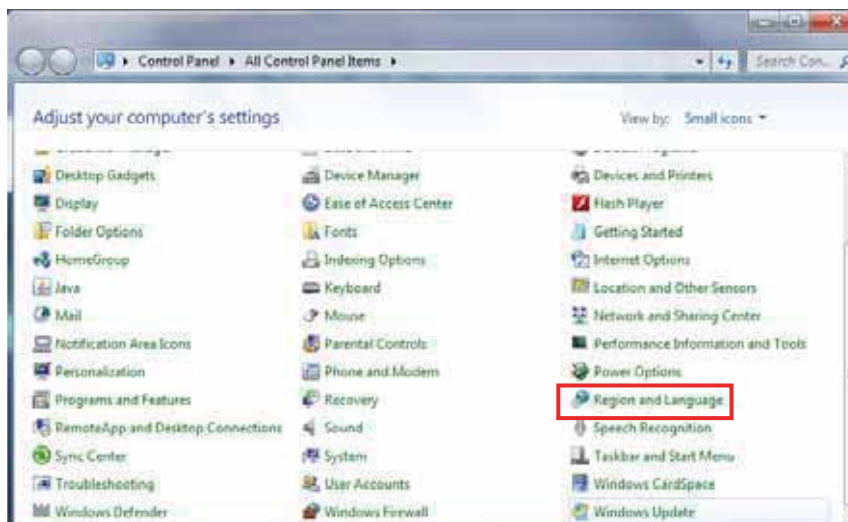 Control Panel All Control Panel Items Search Con...
Adjust your computer's settings View by: Small icons
Desktop Gadgets Device Manager Devices and Printers
Display Ease of Access Center Flash Player
Folder Options Fonts Getting Started
HomeGroup Indexing Options Internet Options
Java Keyboard Location and Other Sensors
Mail Mouse Network and Sharing Center
Notification Area Icons Parental Controls Performance Information and Tools
Personalization Phone and Modem Power Options
Programs and Features Recovery Region and Language
RemoteApp and Desktop Connections Sound Speech Recognition
Sync Center System Taskbar and Start Menu
Troubleshooting User Accounts Windows CardSpace
Windows Defender Windows Firewall Windows Update